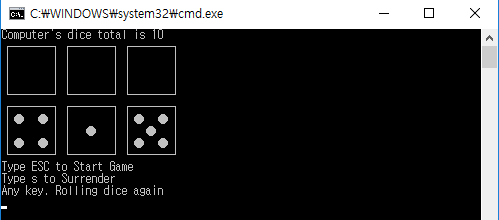 C:₩WINDOWS₩system32₩cmd.exe
Computer's dice total is 10
Type ESC to Start Game
Type s to Surrender
Any key. Rolling dice again